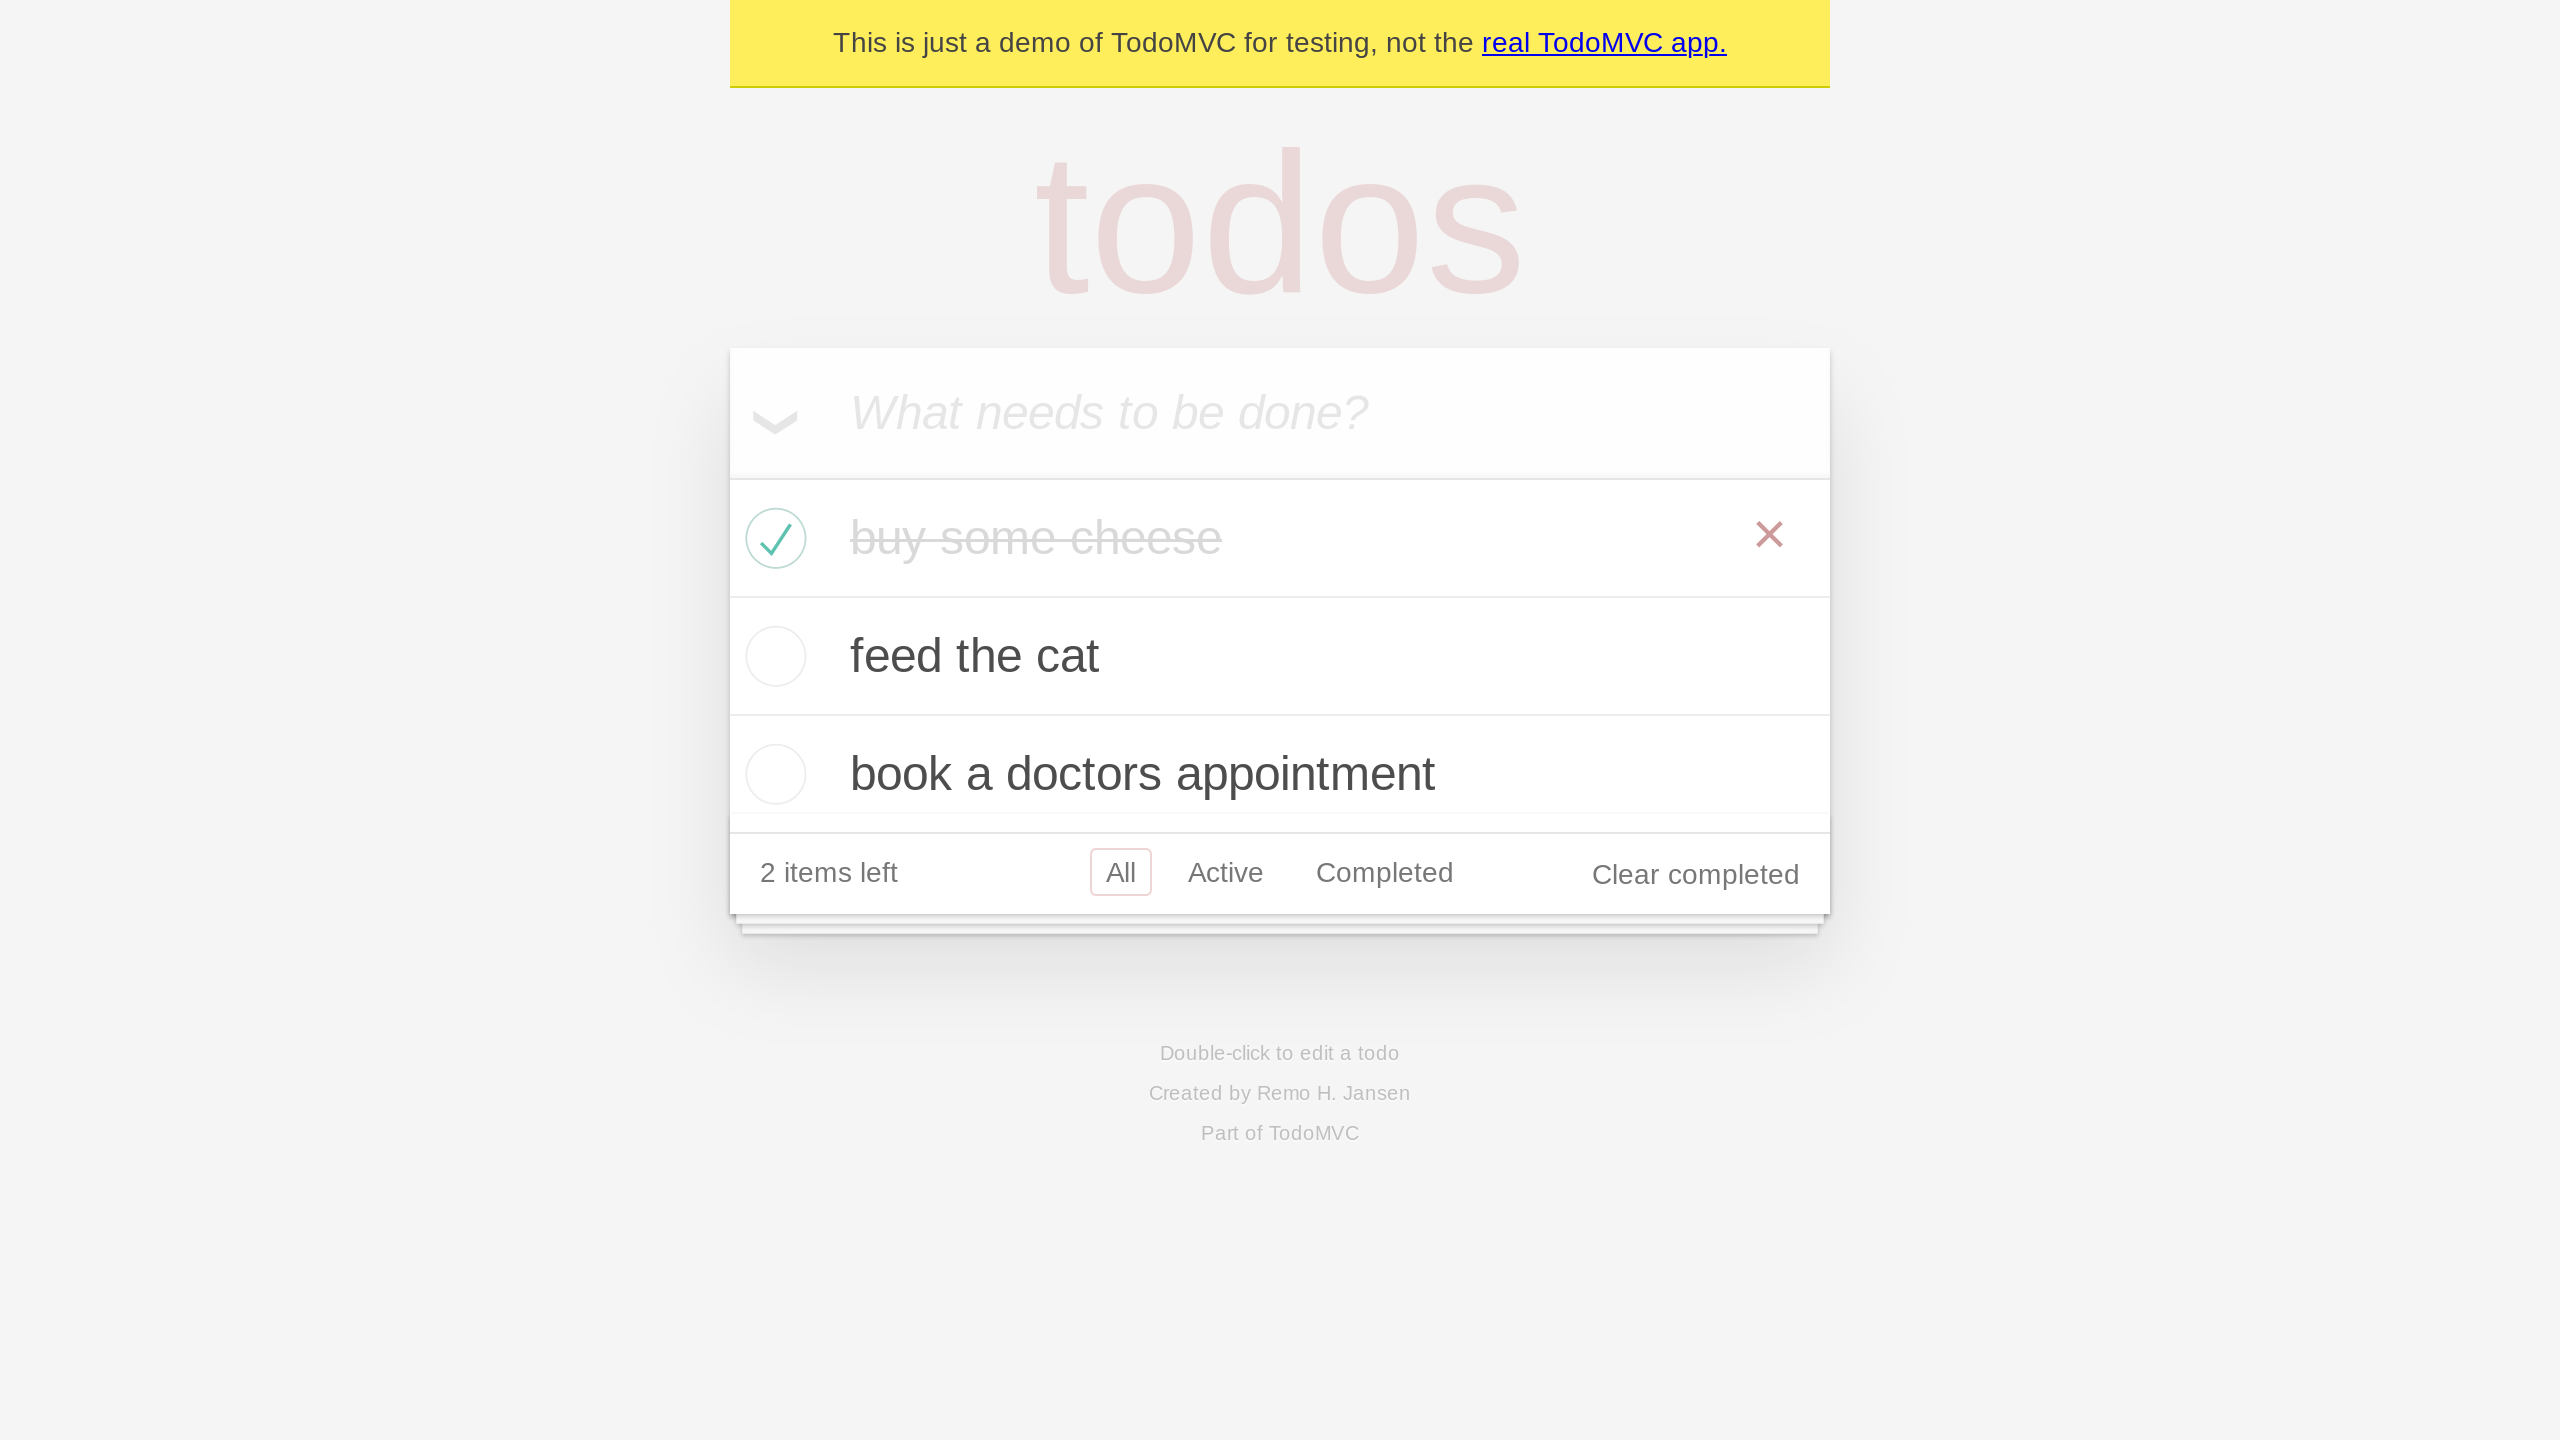 This is just a demo of TodoMVC for testing, not the real TodoMVC app.
todos
What needs to be done?
buy some cheese
feed the cat
book a doctors appointment
2 items left All Active Completed Clear completed
Double-click to edit a todo
Created by Remo H. Jansen
Part of TodoMVC